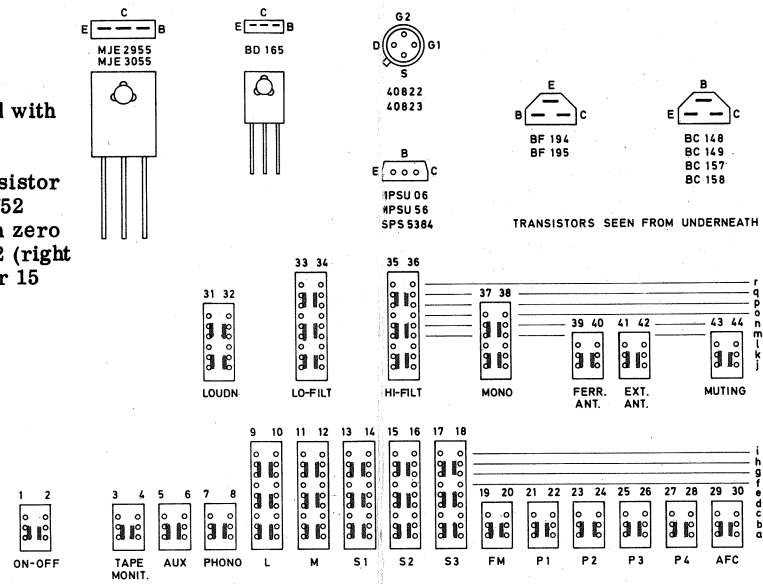 C
E B
MJE 2955
MJE 3055
C
E B
BD 165
G2
D G1
S
40822
40823
E
B C
BF 194
BF 195
B
E C
BC 148
BC 149
BC 157
BC 158
B
E C
MPSU 06
MPSU 56
SPS 5384
TRANSISTORS SEEN FROM UNDERNEATH
d with
sistor
752
n zero
2 (right
r 15
31 32
LOUDN
33 34
LO-FILT
35 36
HI-FILT
37 38
MONO
39 40
FERR.
ANT.
41 42
EXT.
ANT.
43 44
MUTING
r
q
p
o
n
m
l
k
j
1 2
ON-OFF
3 4
TAPE
MONIT.
5 6
AUX
7 8
PHONO
9 10
L
11 12
M
13 14
S1
15 16
S2
17 18
S3
19 20
FM
21 22
P1
23 24
P2
25 26
P3
27 28
P4
29 30
AFC
i
h
g
f
e
d
c
b
a